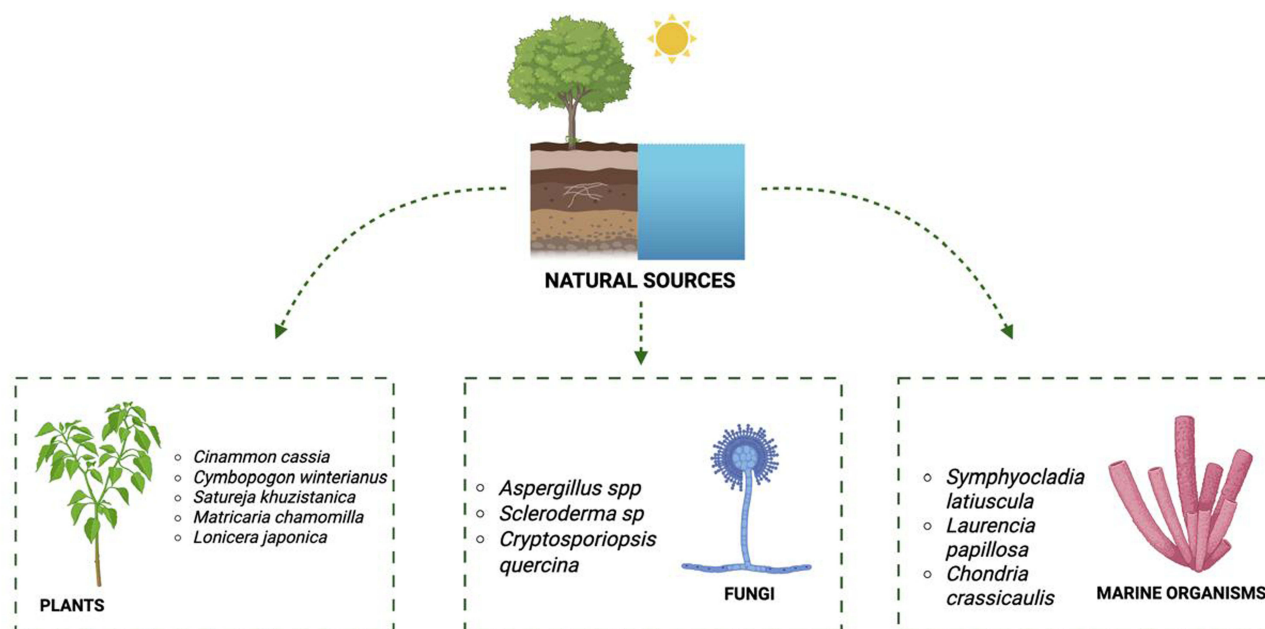 NATURAL SOURCES
Cinammon cassia
Cymbopogon winterianus
Satureja khuzistanica
Matricaria chamomilla
Lonicera japonica
PLANTS
Aspergillus spp
Scleroderma sp
Cryptosporiopsis
quercina
FUNGI
Symphyocladia
latiuscula
Laurencia
papillosa
Chondria
crassicaulis
MARINE ORGANISMS